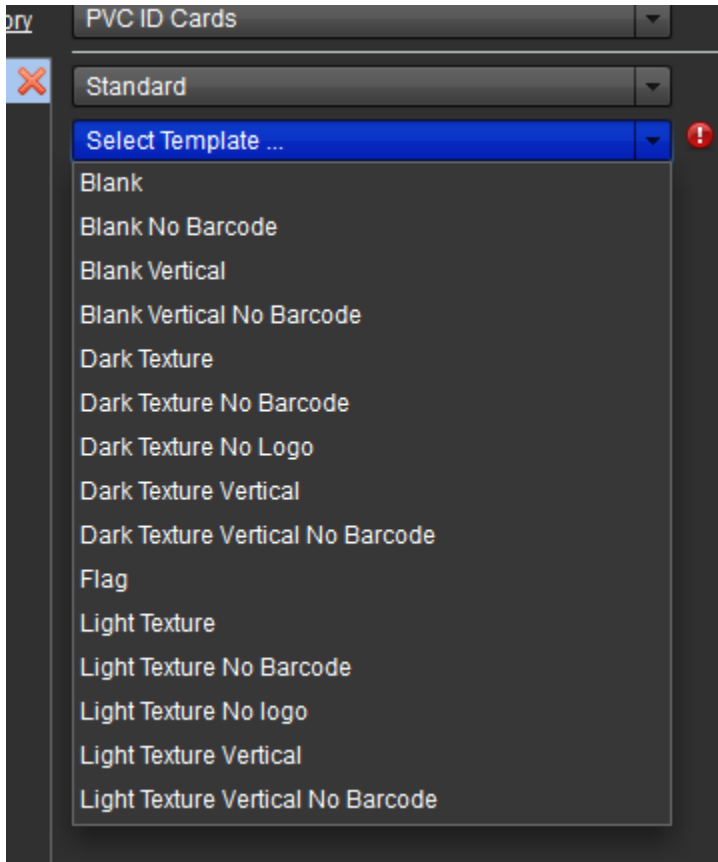 PVC ID Cards
Standard
Select Template ...
Blank
Blank No Barcode
Blank Vertical
Blank Vertical No Barcode
Dark Texture
Dark Texture No Barcode
Dark Texture No Logo
Dark Texture Vertical
Dark Texture Vertical No Barcode
Flag
Light Texture
Light Texture No Barcode
Light Texture No logo
Light Texture Vertical
Light Texture Vertical No Barcode